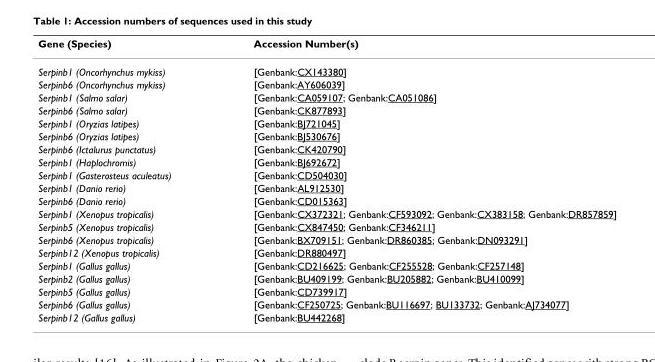 Table 1: Accession numbers of sequences used in this study
Gene (Species) Accession Number(s)
Serpinb1 (Oncorhynchus mykiss) [Genbank:CX143380]
Serpinb6 (Oncorhynchus mykiss) [Genbank:AY606039]
Serpinb1 (Salmo salar) [Genbank:CA059107; Genbank:CA051086]
Serpinb6 (Salmo salar) [Genbank:CK877893]
Serpinb1 (Oryzias latipes) [Genbank:BJ721045]
Serpinb6 (Oryzias latipes) [Genbank:BJ530676]
Serpinb6 (Ictalurus punctatus) [Genbank:CK420790]
Serpinb1 (Haplochromis) [Genbank:BJ692672]
Serpinb1 (Gasterosteus aculeatus) [Genbank:CD504030]
Serpinb1 (Danio rerio) [Genbank:AL912530]
Serpinb6 (Danio rerio) [Genbank:CD015363]
Serpinb1 (Xenopus tropicalis) [Genbank:CX372321; Genbank:CF593092; Genbank:CX383158; Genbank:DR857859]
Serpinb5 (Xenopus tropicalis) [Genbank:CX847450; Genbank:CF346211]
Serpinb6 (Xenopus tropicalis) [Genbank:BX709151; Genbank:DR860385; Genbank:DN093291]
Serpinb12 (Xenopus tropicalis) [Genbank:DR880497]
Serpinb1 (Gallus gallus) [Genbank:CD216625; Genbank:CF255528; Genbank:CF257148]
Serpinb2 (Gallus gallus) [Genbank:BU409199; Genbank:BU205882; Genbank:BU410099]
Serpinb5 (Gallus gallus) [Genbank:CD739917]
Serpinb6 (Gallus gallus) [Genbank:CF250725; Genbank:BU116697; BU133732; Genbank:AJ734077]
Serpinb12 (Gallus gallus) [Genbank:BU442268]